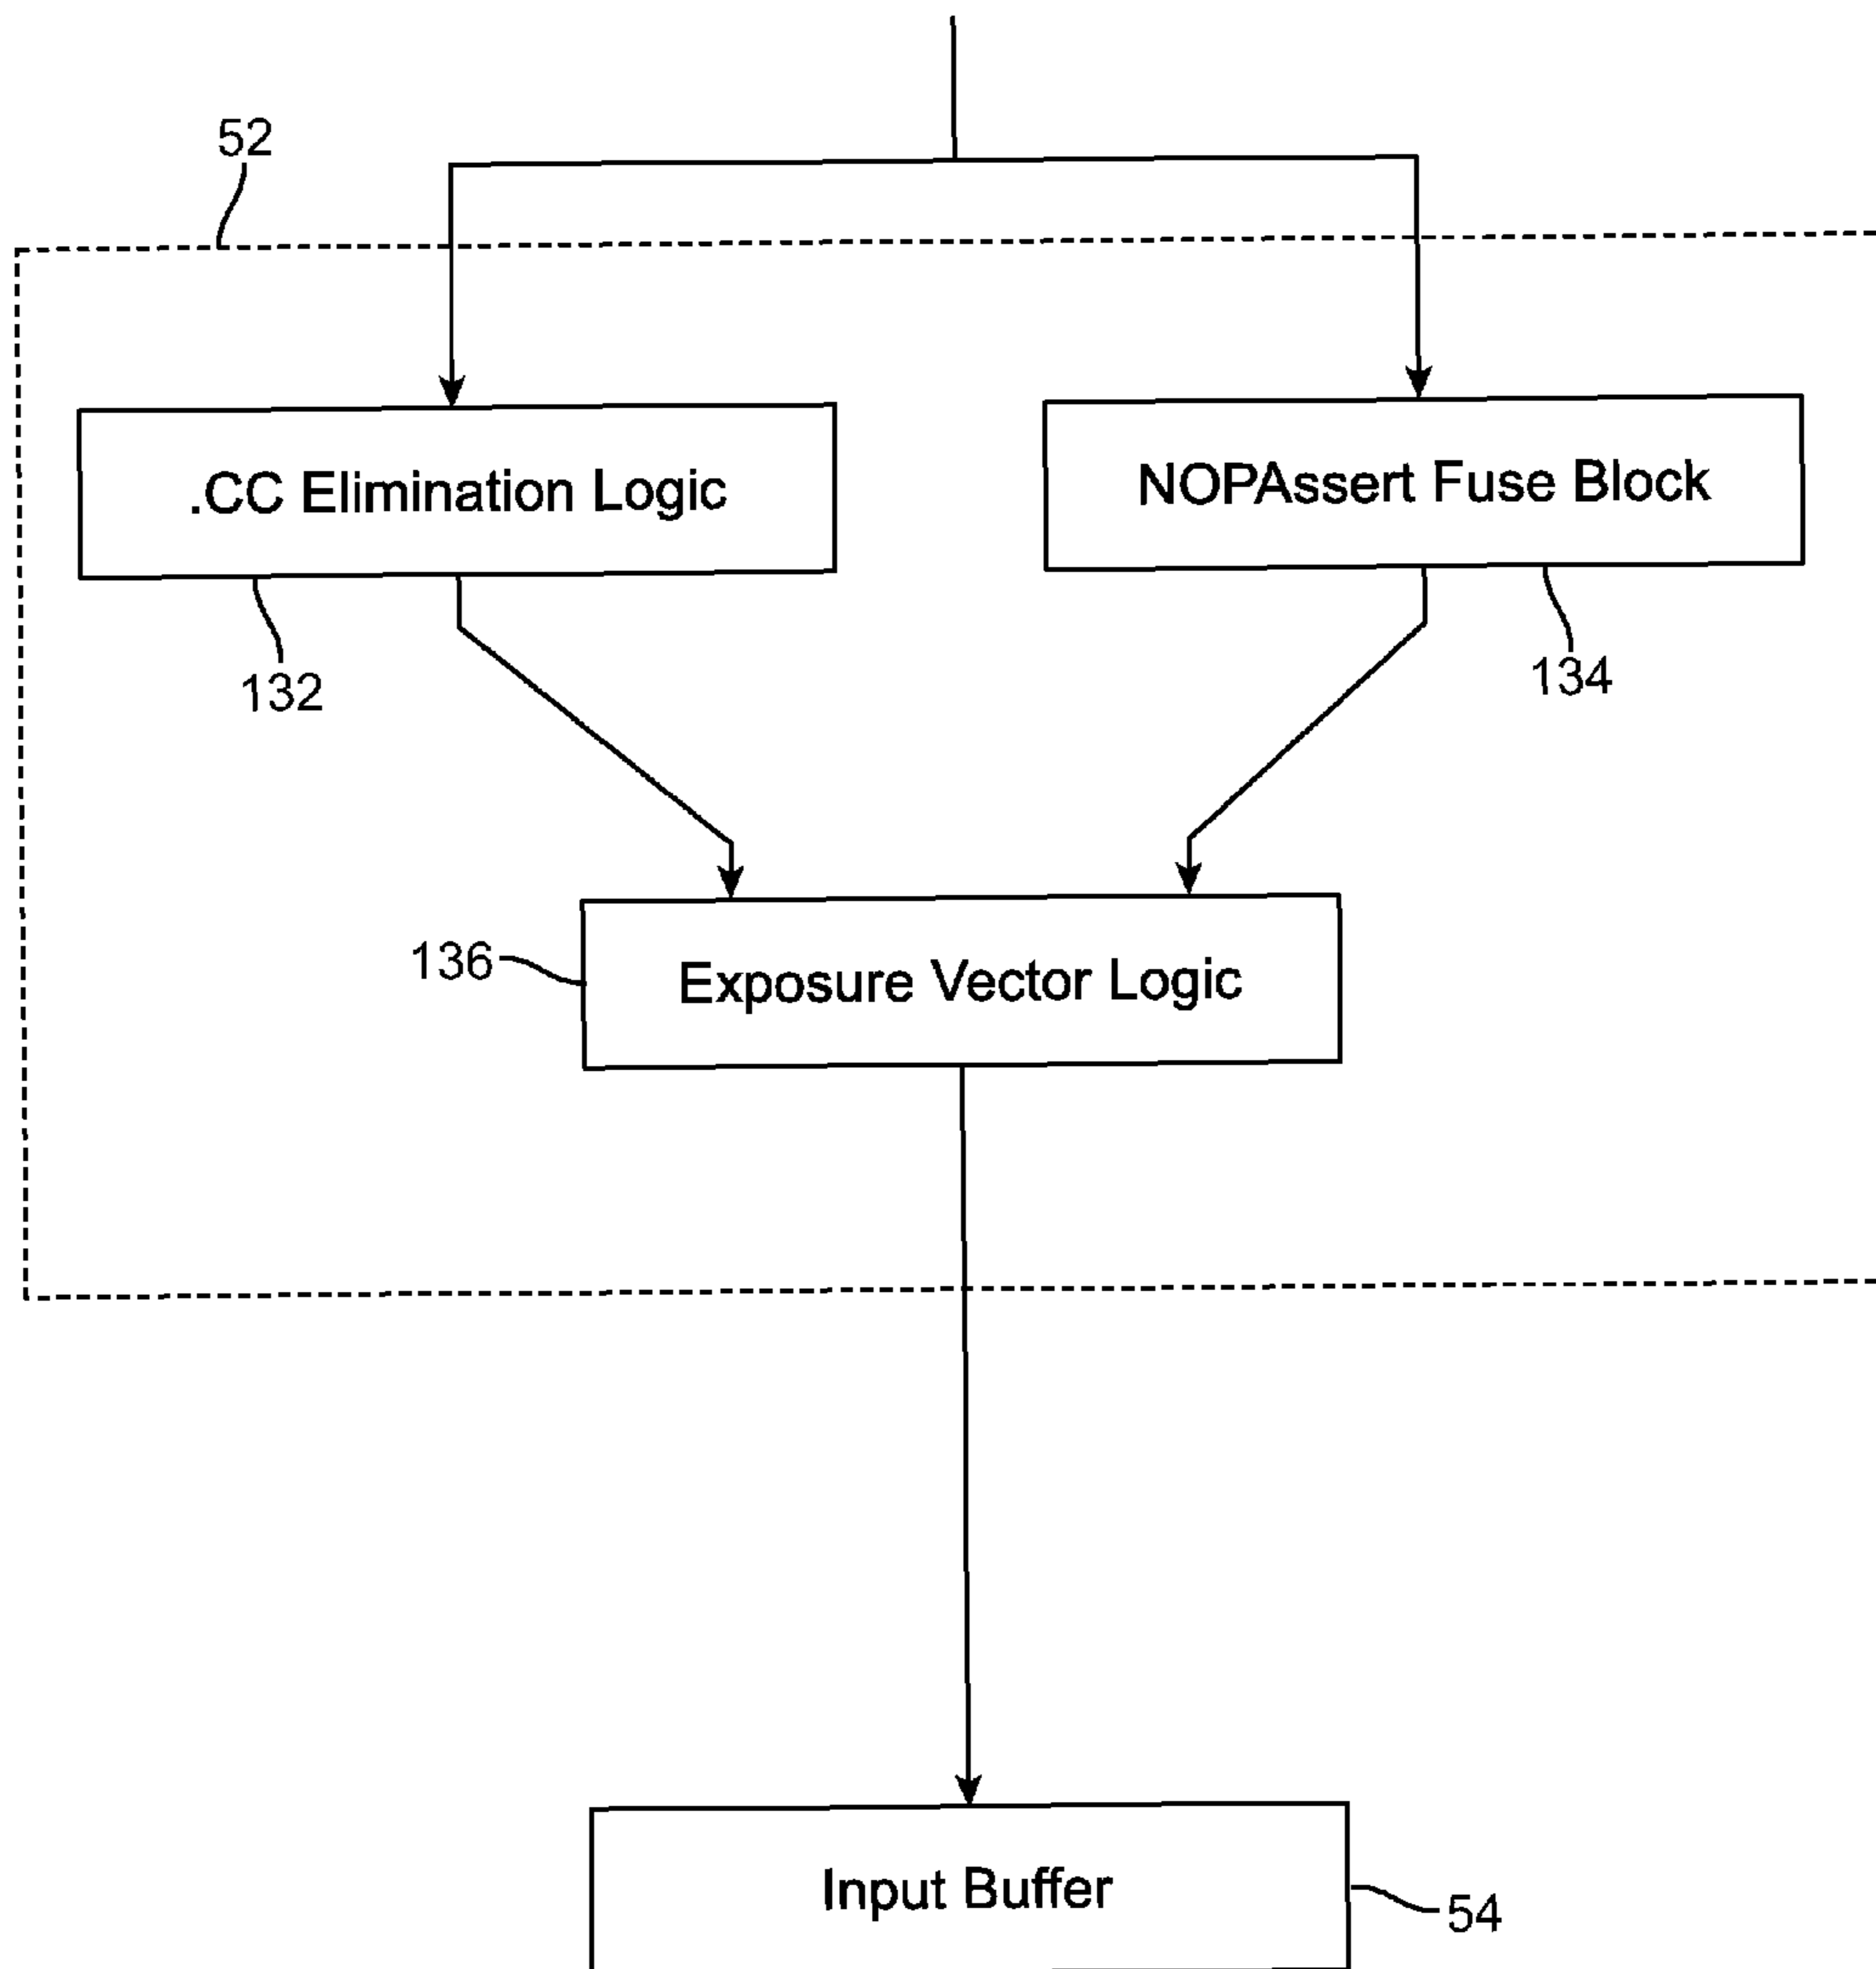 52
.CC Elimination Logic
NOPAssert Fuse Block
132
134
136
Exposure Vector Logic
Input Buffer
54